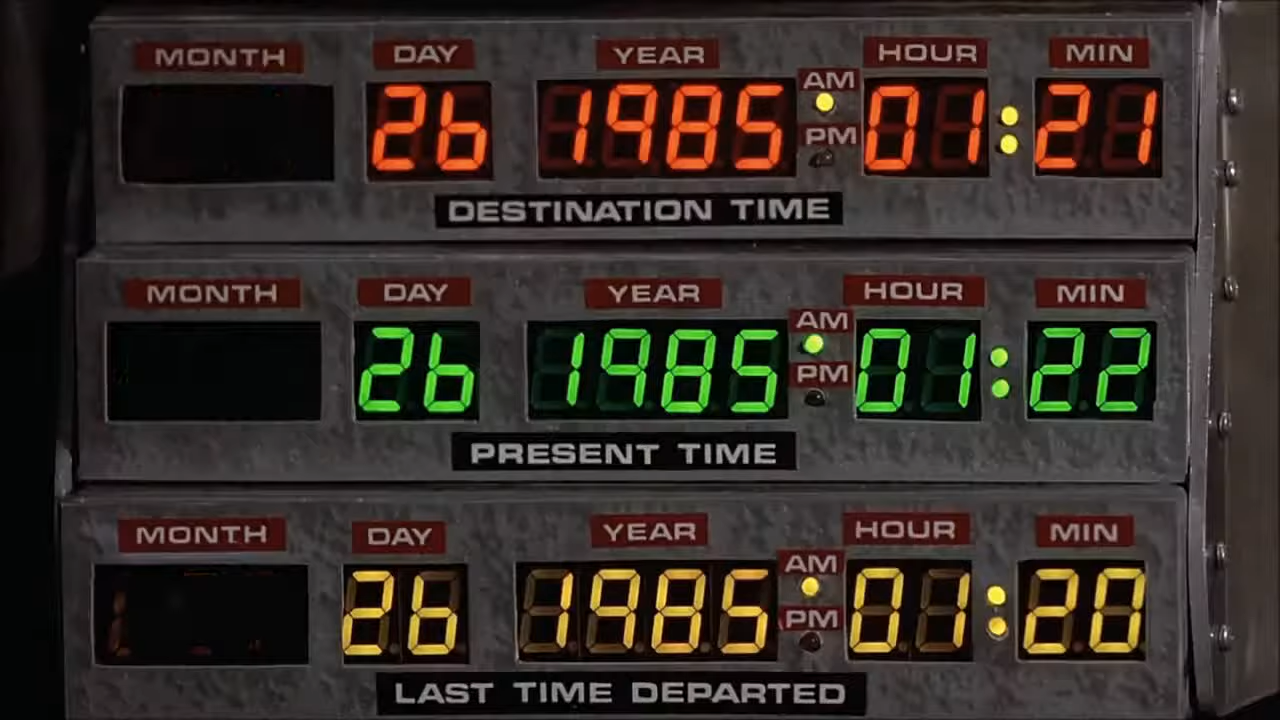 MONTH DAY YEAR AM PM HOUR MIN
26 1985 01:21
DESTINATION TIME
MONTH DAY YEAR AM PM HOUR MIN
26 1985 01:22
PRESENT TIME
MONTH DAY YEAR AM PM HOUR MIN
26 1985 01:20
LAST TIME DEPARTED